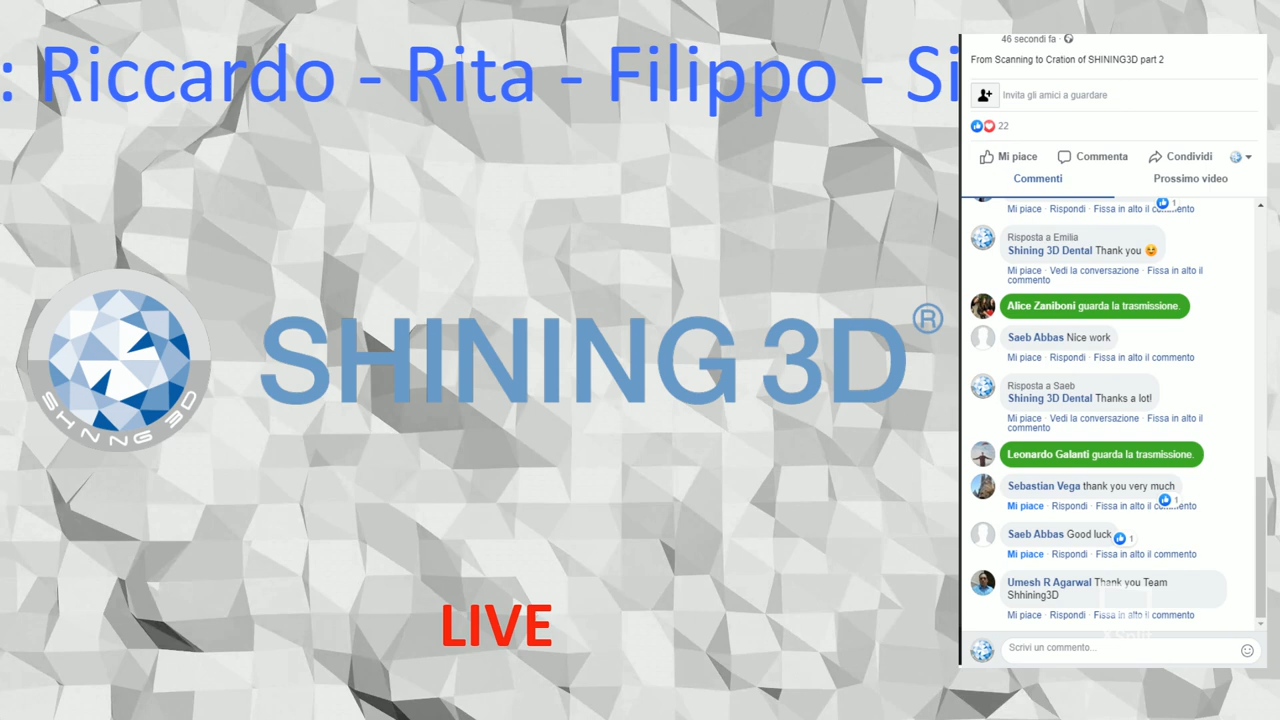 : Riccardo - Rita - Filippo - Si
SHINING 3D
SHINING 3D®
LIVE
46 secondi fa ·
From Scanning to Cration of SHINING3D part 2
Invita gli amici a guardare
22
Mi piace Commenta Condividi
Commenti Prossimo video
1
Mi piace · Rispondi · Fissa in alto il commento
Risposta a Emilia
Shining 3D Dental Thank you 😊
Mi piace · Vedi la conversazione · Fissa in alto il
commento
Alice Zaniboni guarda la trasmissione.
Saeb Abbas Nice work
Mi piace · Rispondi · Fissa in alto il commento
Risposta a Saeb
Shining 3D Dental Thanks a lot!
Mi piace · Vedi la conversazione · Fissa in alto il
commento
Leonardo Galanti guarda la trasmissione.
Sebastian Vega thank you very much
1
Mi piace · Rispondi · Fissa in alto il commento
Saeb Abbas Good luck 1
Mi piace · Rispondi · Fissa in alto il commento
Umesh R Agarwal Thank you Team
Shhining3D
Mi piace · Rispondi · Fissa in alto il commento
Scrivi un commento...